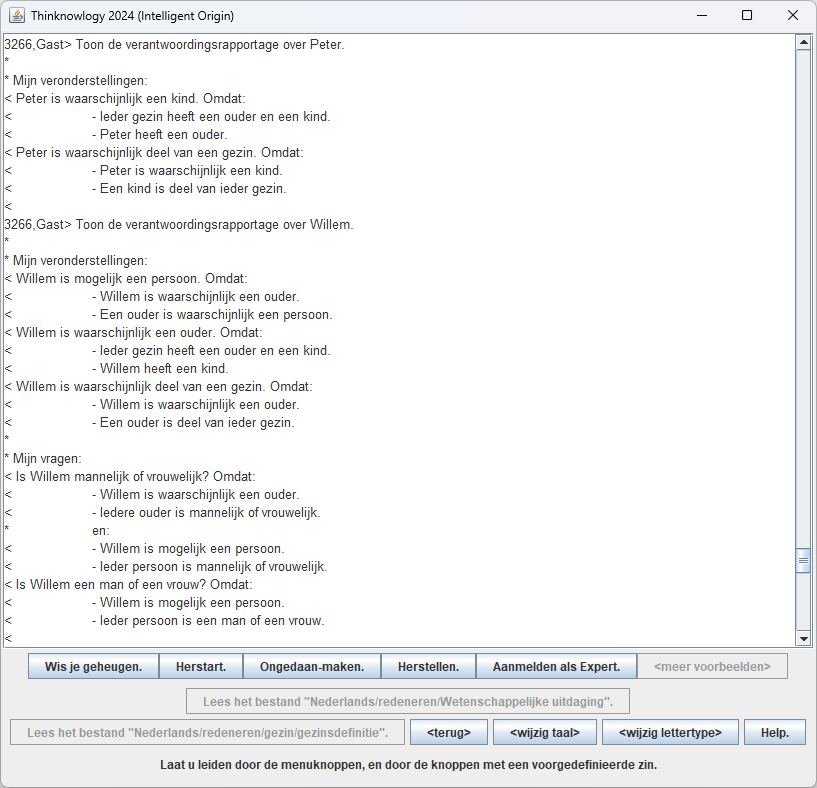 Thinknowlogy 2024 (Intelligent Origin)
3266,Gast> Toon de verantwoordingsrapportage over Peter.
*
* Mijn veronderstellingen:
< Peter is waarschijnlijk een kind. Omdat:
< - Ieder gezin heeft een ouder en een kind.
< - Peter heeft een ouder.
< Peter is waarschijnlijk deel van een gezin. Omdat:
< - Peter is waarschijnlijk een kind.
< - Een kind is deel van ieder gezin.
<
3266,Gast> Toon de verantwoordingsrapportage over Willem.
*
* Mijn veronderstellingen:
< Willem is mogelijk een persoon. Omdat:
< - Willem is waarschijnlijk een ouder.
< - Een ouder is waarschijnlijk een persoon.
< Willem is waarschijnlijk een ouder. Omdat:
< - Ieder gezin heeft een ouder en een kind.
< - Willem heeft een kind.
< Willem is waarschijnlijk deel van een gezin. Omdat:
< - Willem is waarschijnlijk een ouder.
< - Een ouder is deel van ieder gezin.
*
* Mijn vragen:
< Is Willem mannelijk of vrouwelijk? Omdat:
< - Willem is waarschijnlijk een ouder.
< - Iedere ouder is mannelijk of vrouwelijk.
* en:
< - Willem is mogelijk een persoon.
< - Ieder persoon is mannelijk of vrouwelijk.
< Is Willem een man of een vrouw? Omdat:
< - Willem is mogelijk een persoon.
< - Ieder persoon is een man of een vrouw.
<
Wis je geheugen. Herstart. Ongedaan-maken. Herstellen. Aanmelden als Expert. <meer voorbeelden>
Lees het bestand "Nederlands/redeneren/Wetenschappelijke uitdaging".
Lees het bestand "Nederlands/redeneren/gezin/gezinsdefinitie". <terug> <wijzig taal> <wijzig lettertype> Help.
Laat u leiden door de menuknoppen, en door de knoppen met een voorgedefinieerde zin.